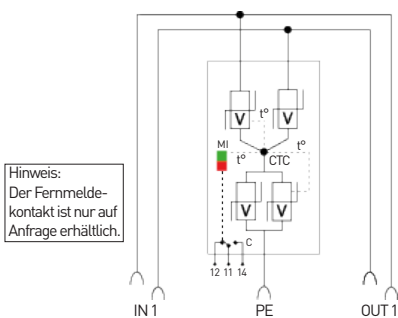 t°
V
V
MI
t°
t°
CTC
Hinweis:
Der Fernmelde-
kontakt ist nur auf
Anfrage erhältlich.
V
V
C
12 11 14
IN 1
PE
OUT 1